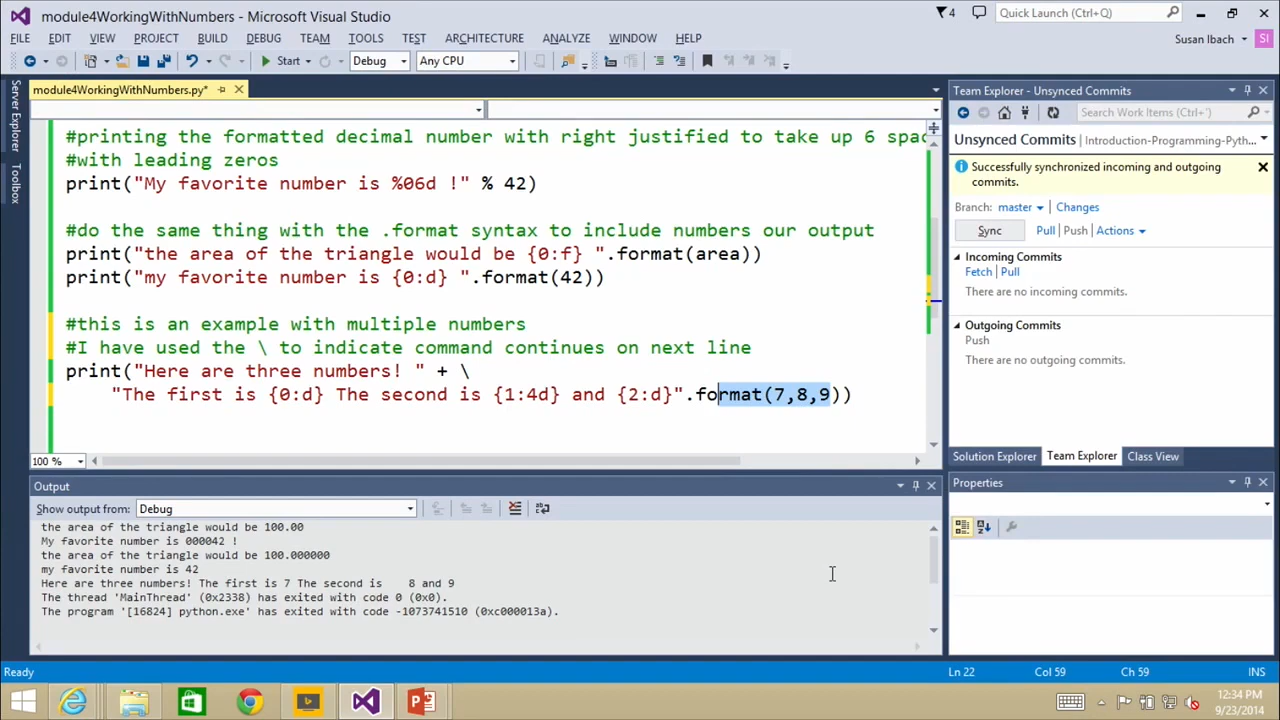 module4WorkingWithNumbers - Microsoft Visual Studio
4
Quick Launch (Ctrl+Q)
FILE EDIT VIEW PROJECT BUILD DEBUG TEAM TOOLS TEST ARCHITECTURE ANALYZE WINDOW HELP
Susan Ibach
SI
Start
Debug
Any CPU
Server Explorer
Toolbox
module4WorkingWithNumbers.py*
#printing the formatted decimal number with right justified to take up 6 spac
#with leading zeros
print("My favorite number is %06d !" % 42)
#do the same thing with the .format syntax to include numbers our output
print("the area of the triangle would be {0:f} ".format(area))
print("my favorite number is {0:d} ".format(42))
#this is an example with multiple numbers
#I have used the \ to indicate command continues on next line
print("Here are three numbers! " + \
"The first is {0:d} The second is {1:4d} and {2:d}".format(7,8,9))
100 %
Output
Show output from: Debug
the area of the triangle would be 100.00
My favorite number is 000042 !
the area of the triangle would be 100.000000
my favorite number is 42
Here are three numbers! The first is 7 The second is    8 and 9
The thread 'MainThread' (0x2338) has exited with code 0 (0x0).
The program '[16824] python.exe' has exited with code -1073741510 (0xc000013a).
Team Explorer - Unsynced Commits
Search Work Items (Ctrl+')
Unsynced Commits | Introduction-Programming-Pyth...
Successfully synchronized incoming and outgoing
commits.
Branch: master Changes
Sync Pull | Push | Actions
Incoming Commits
Fetch | Pull
There are no incoming commits.
Outgoing Commits
Push
There are no outgoing commits.
Solution Explorer Team Explorer Class View
Properties
Ready
Ln 22 Col 59 Ch 59 INS
12:34 PM
9/23/2014